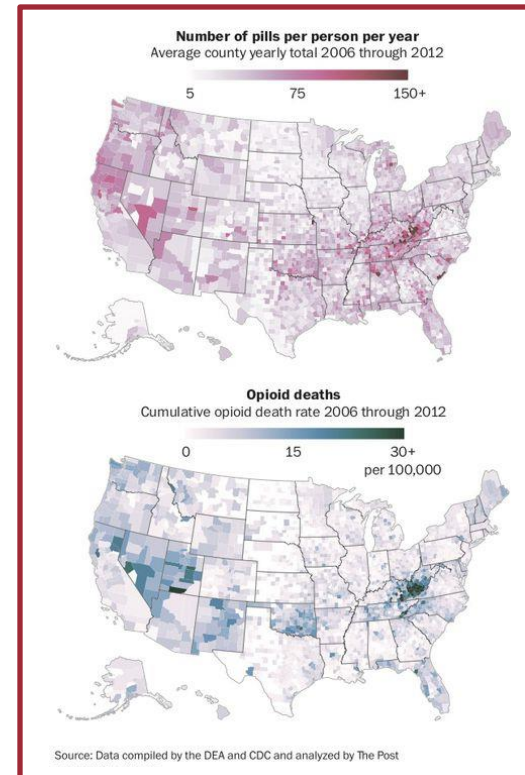 Number of pills per person per year
Average county yearly total 2006 through 2012
5 75 150+
Opioid deaths
Cumulative opioid death rate 2006 through 2012
0 15 30+
per 100,000
Source: Data compiled by the DEA and CDC and analyzed by The Post